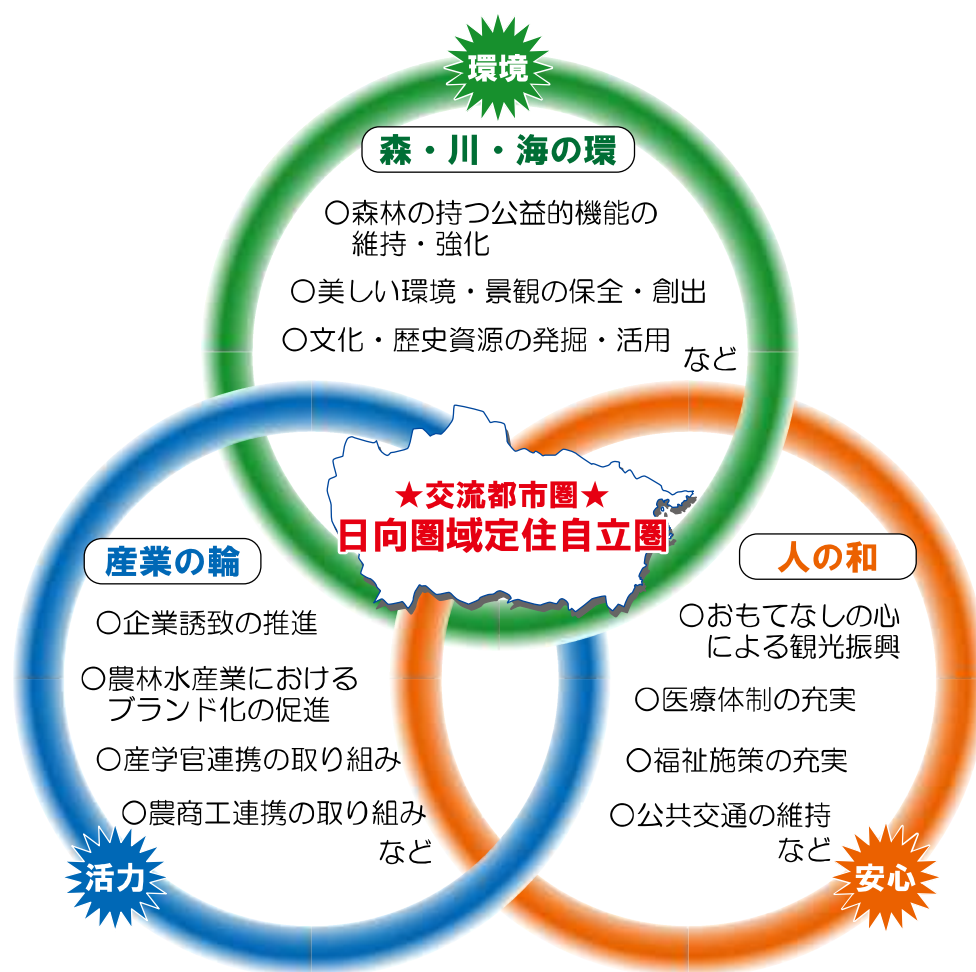 環境
森・川・海の環
○森林の持つ公益的機能の
維持・強化
○美しい環境・景観の保全・創出
○文化・歴史資源の発掘・活用
など
★交流都市圏★
日向圏域定住自立圏
産業の輪
○企業誘致の推進
○農林水産業における
ブランド化の促進
○産学官連携の取り組み
○農商工連携の取り組み
など
活力
人の和
○おもてなしの心
による観光振興
○医療体制の充実
○福祉施策の充実
○公共交通の維持
など
安心